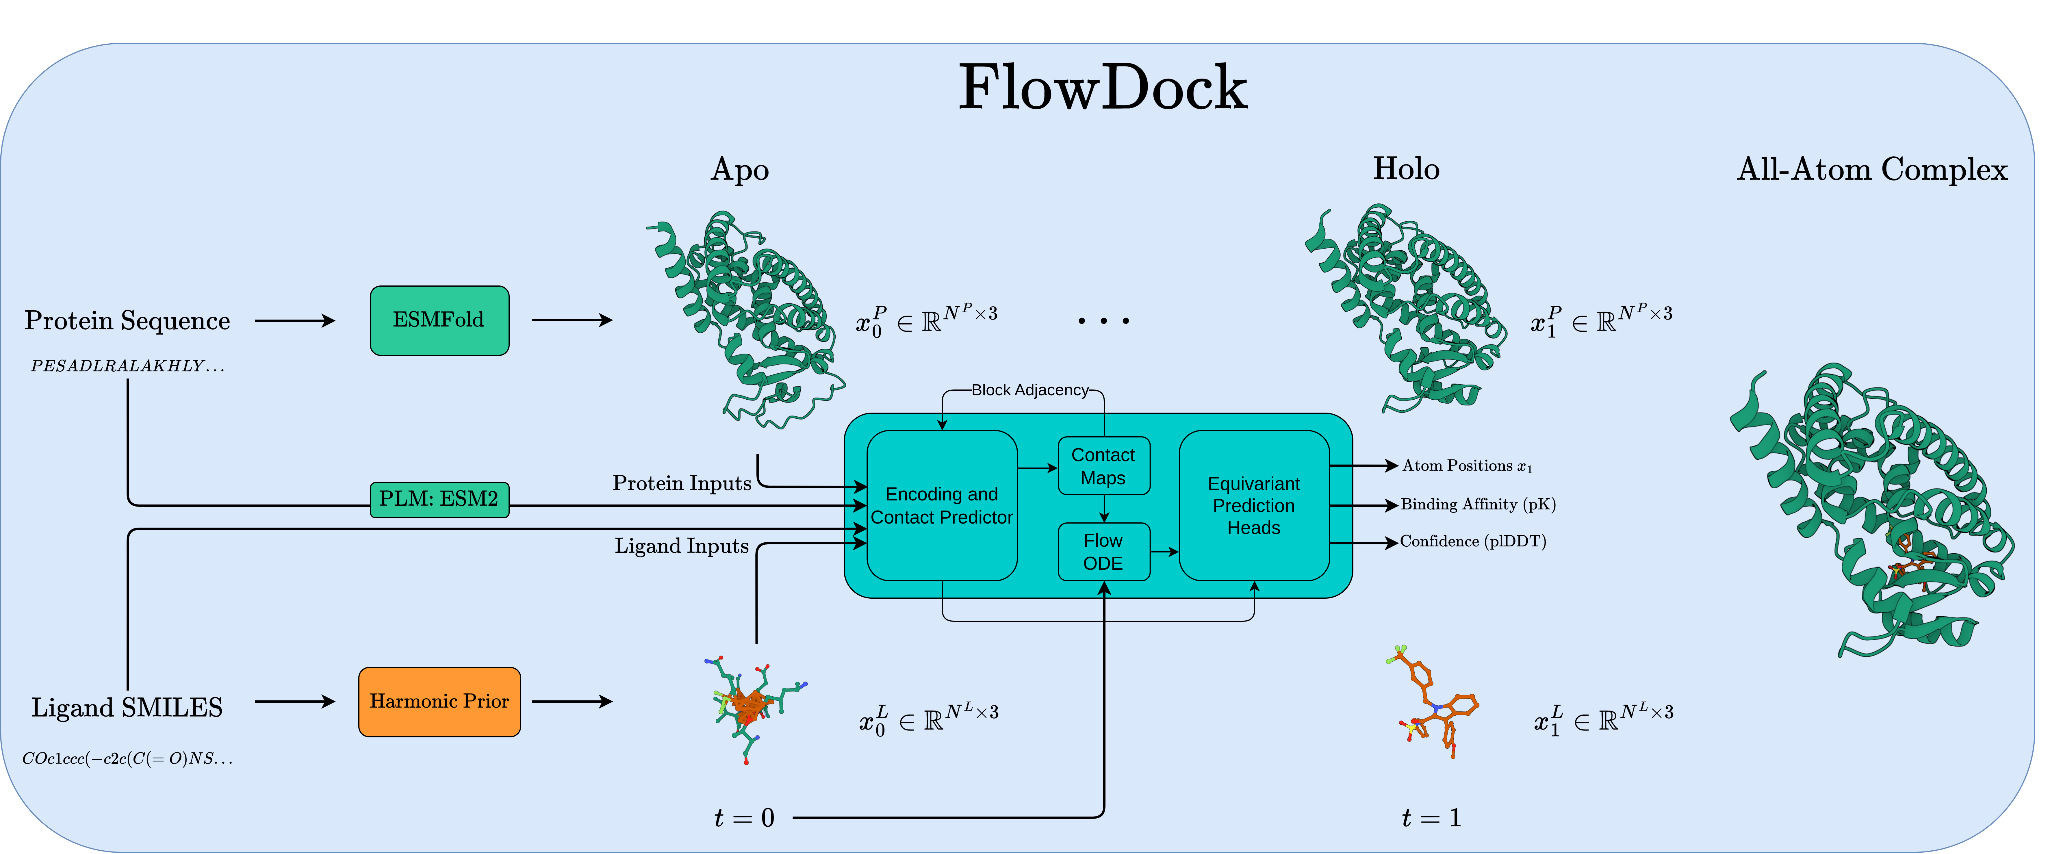 FlowDock
Apo
Holo
All-Atom Complex
Protein Sequence
PESADLRALAKHLY...
ESMFold
x_0^P ∈ ℝ^{N^P×3}
...
x_1^P ∈ ℝ^{N^P×3}
Block Adjacency
Protein Inputs
PLM: ESM2
Ligand Inputs
Encoding and
Contact Predictor
Contact
Maps
Flow
ODE
Equivariant
Prediction
Heads
Atom Positions x_1
Binding Affinity (pK)
Confidence (plDDT)
Ligand SMILES
COc1ccc(−c2c(C(= O)NS...
Harmonic Prior
x_0^L ∈ ℝ^{N^L×3}
x_1^L ∈ ℝ^{N^L×3}
t = 0
t = 1